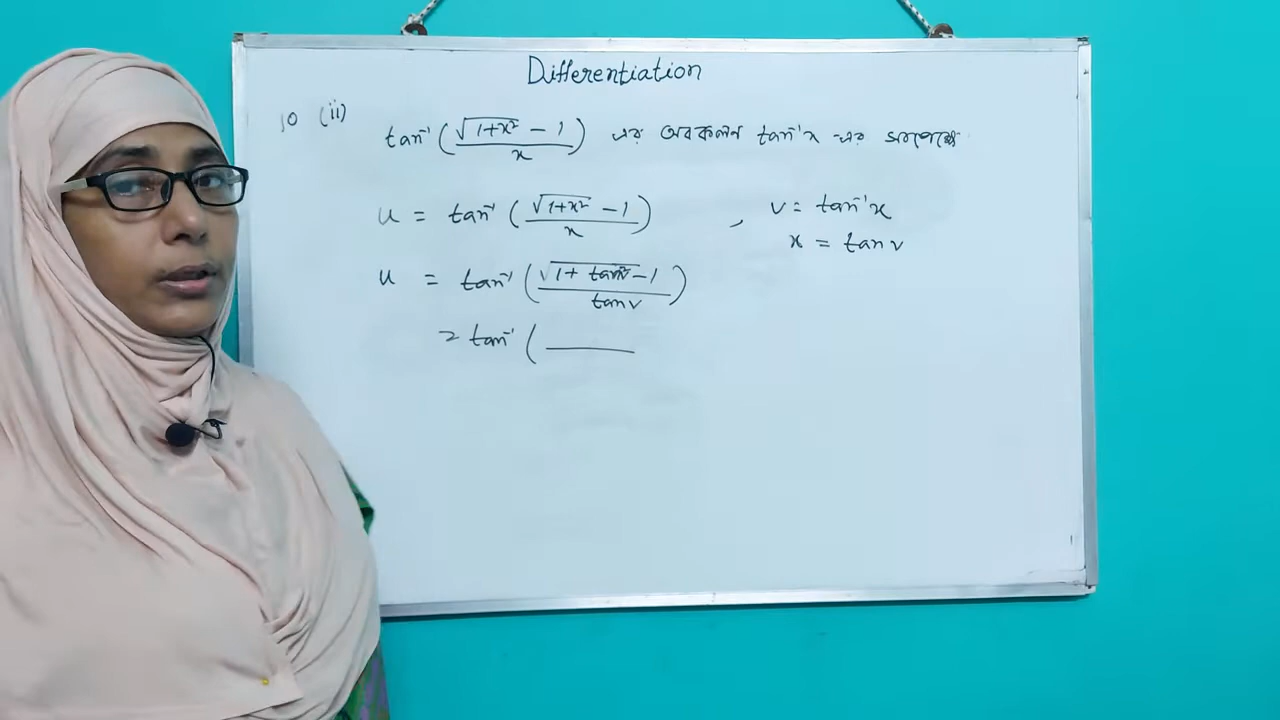 Differentiation
10 (ii)
tan⁻¹ (√(1+x²) - 1 / x) এর অবকলন tan⁻¹x এর সাপেক্ষে
u = tan⁻¹ (√(1+x²) - 1 / x) , v = tan⁻¹x
x = tan v
u = tan⁻¹ (√(1+ tan²v) - 1 / tan v)
= tan⁻¹ (